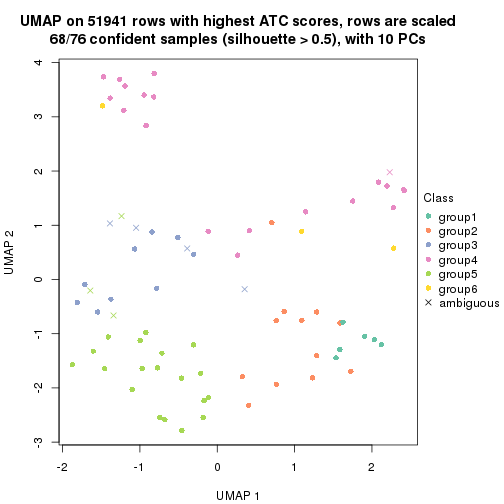 UMAP on 51941 rows with highest ATC scores, rows are scaled
68/76 confident samples (silhouette > 0.5), with 10 PCs
4
3
2
1
0
-1
-2
-3
UMAP 2
-2
-1
0
1
2
UMAP 1
Class
group1
group2
group3
group4
group5
group6
ambiguous